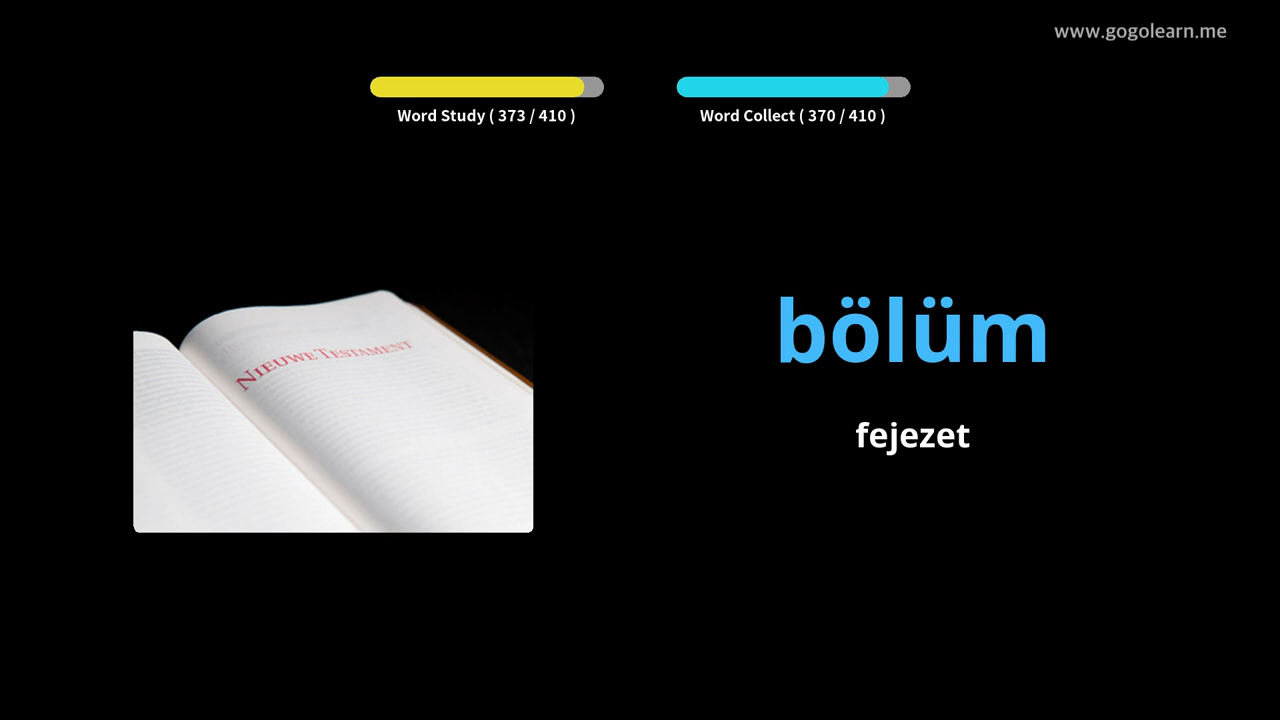 www.gogolearn.me
Word Study ( 373 / 410 )
Word Collect ( 370 / 410 )
NIEUWE TESTAMENT
bölüm
fejezet